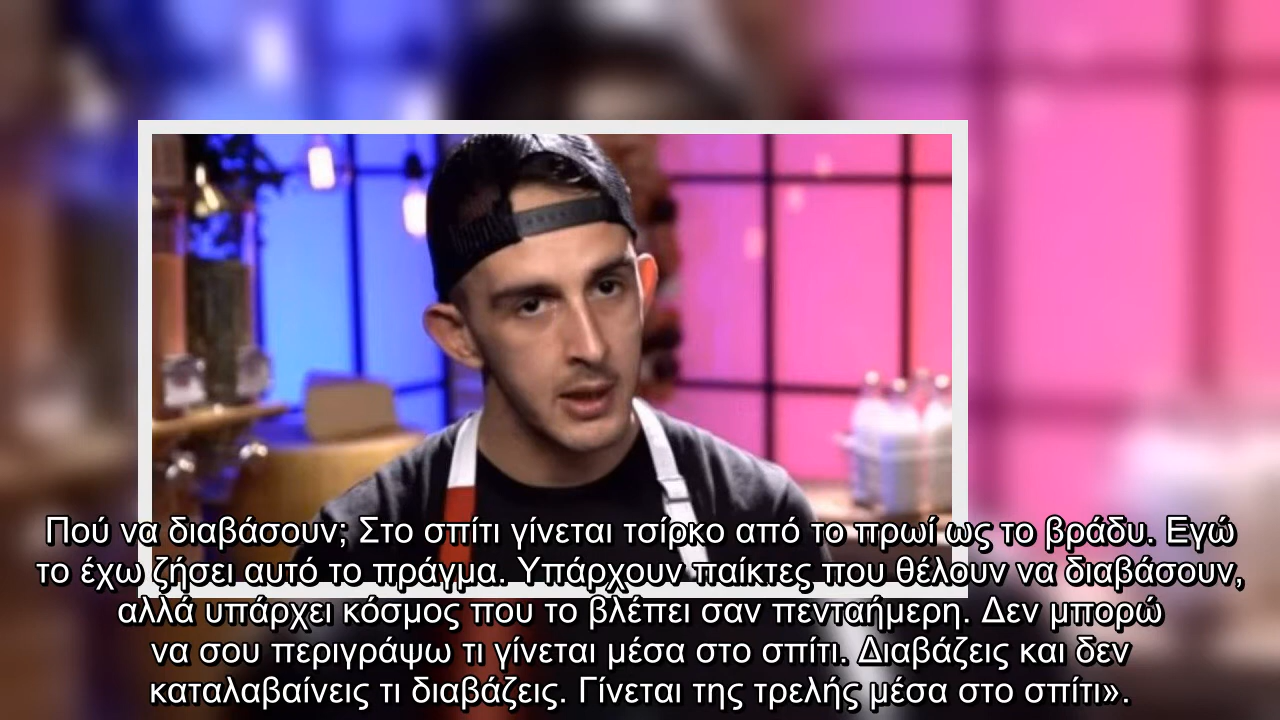 Πού να διαβάσουν; Στο σπίτι γίνεται τσίρκο από το πρωί ως το βράδυ. Εγώ
το έχω ζήσει αυτό το πράγμα. Υπάρχουν παίκτες που θέλουν να διαβάσουν,
αλλά υπάρχει κόσμος που το βλέπει σαν πενταήμερη. Δεν μπορώ
να σου περιγράψω τι γίνεται μέσα στο σπίτι. Διαβάζεις και δεν
καταλαβαίνεις τι διαβάζεις. Γίνεται της τρελής μέσα στο σπίτι».